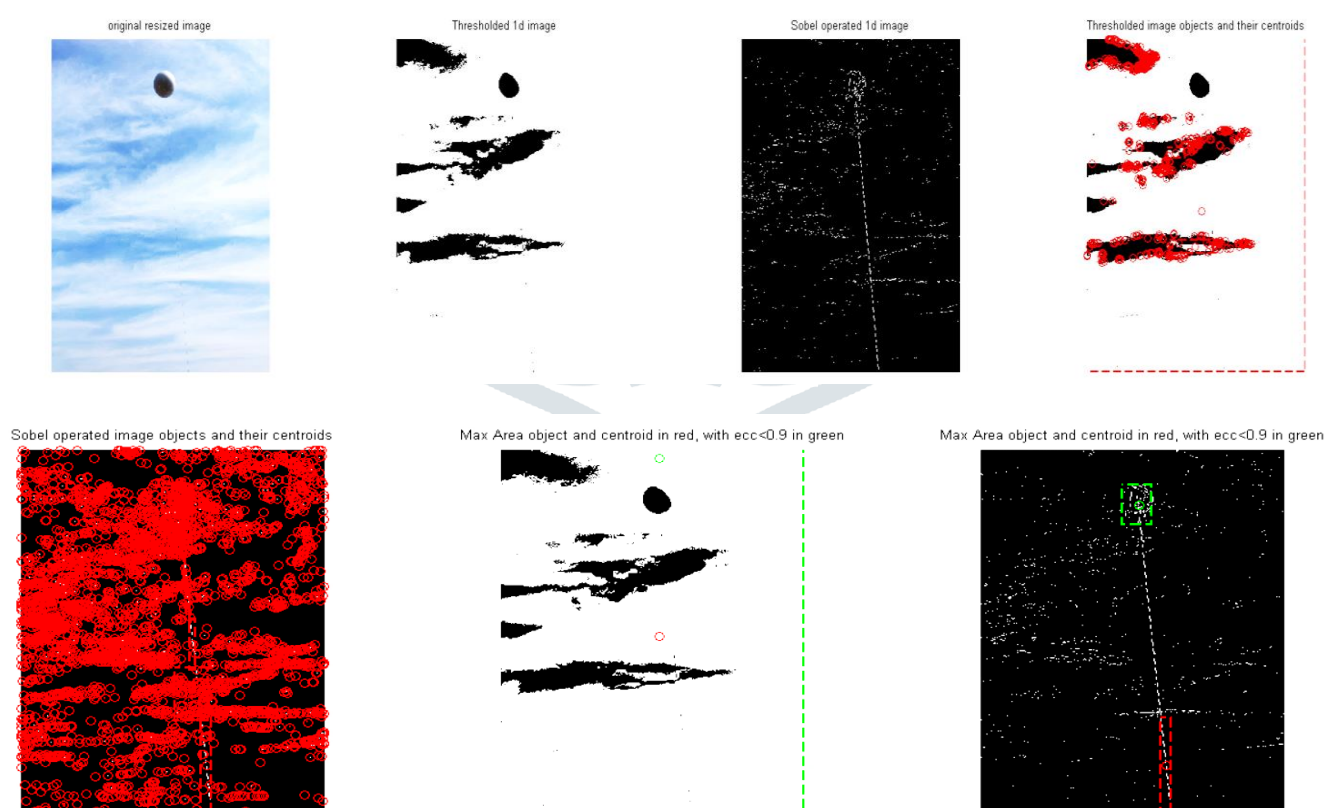 original resized image
Thresholded 1d image
Sobel operated 1d image
Thresholded image objects and their centroids
Sobel operated image objects and their centroids
Max Area object and centroid in red, with ecc<0.9 in green
Max Area object and centroid in red, with ecc<0.9 in green